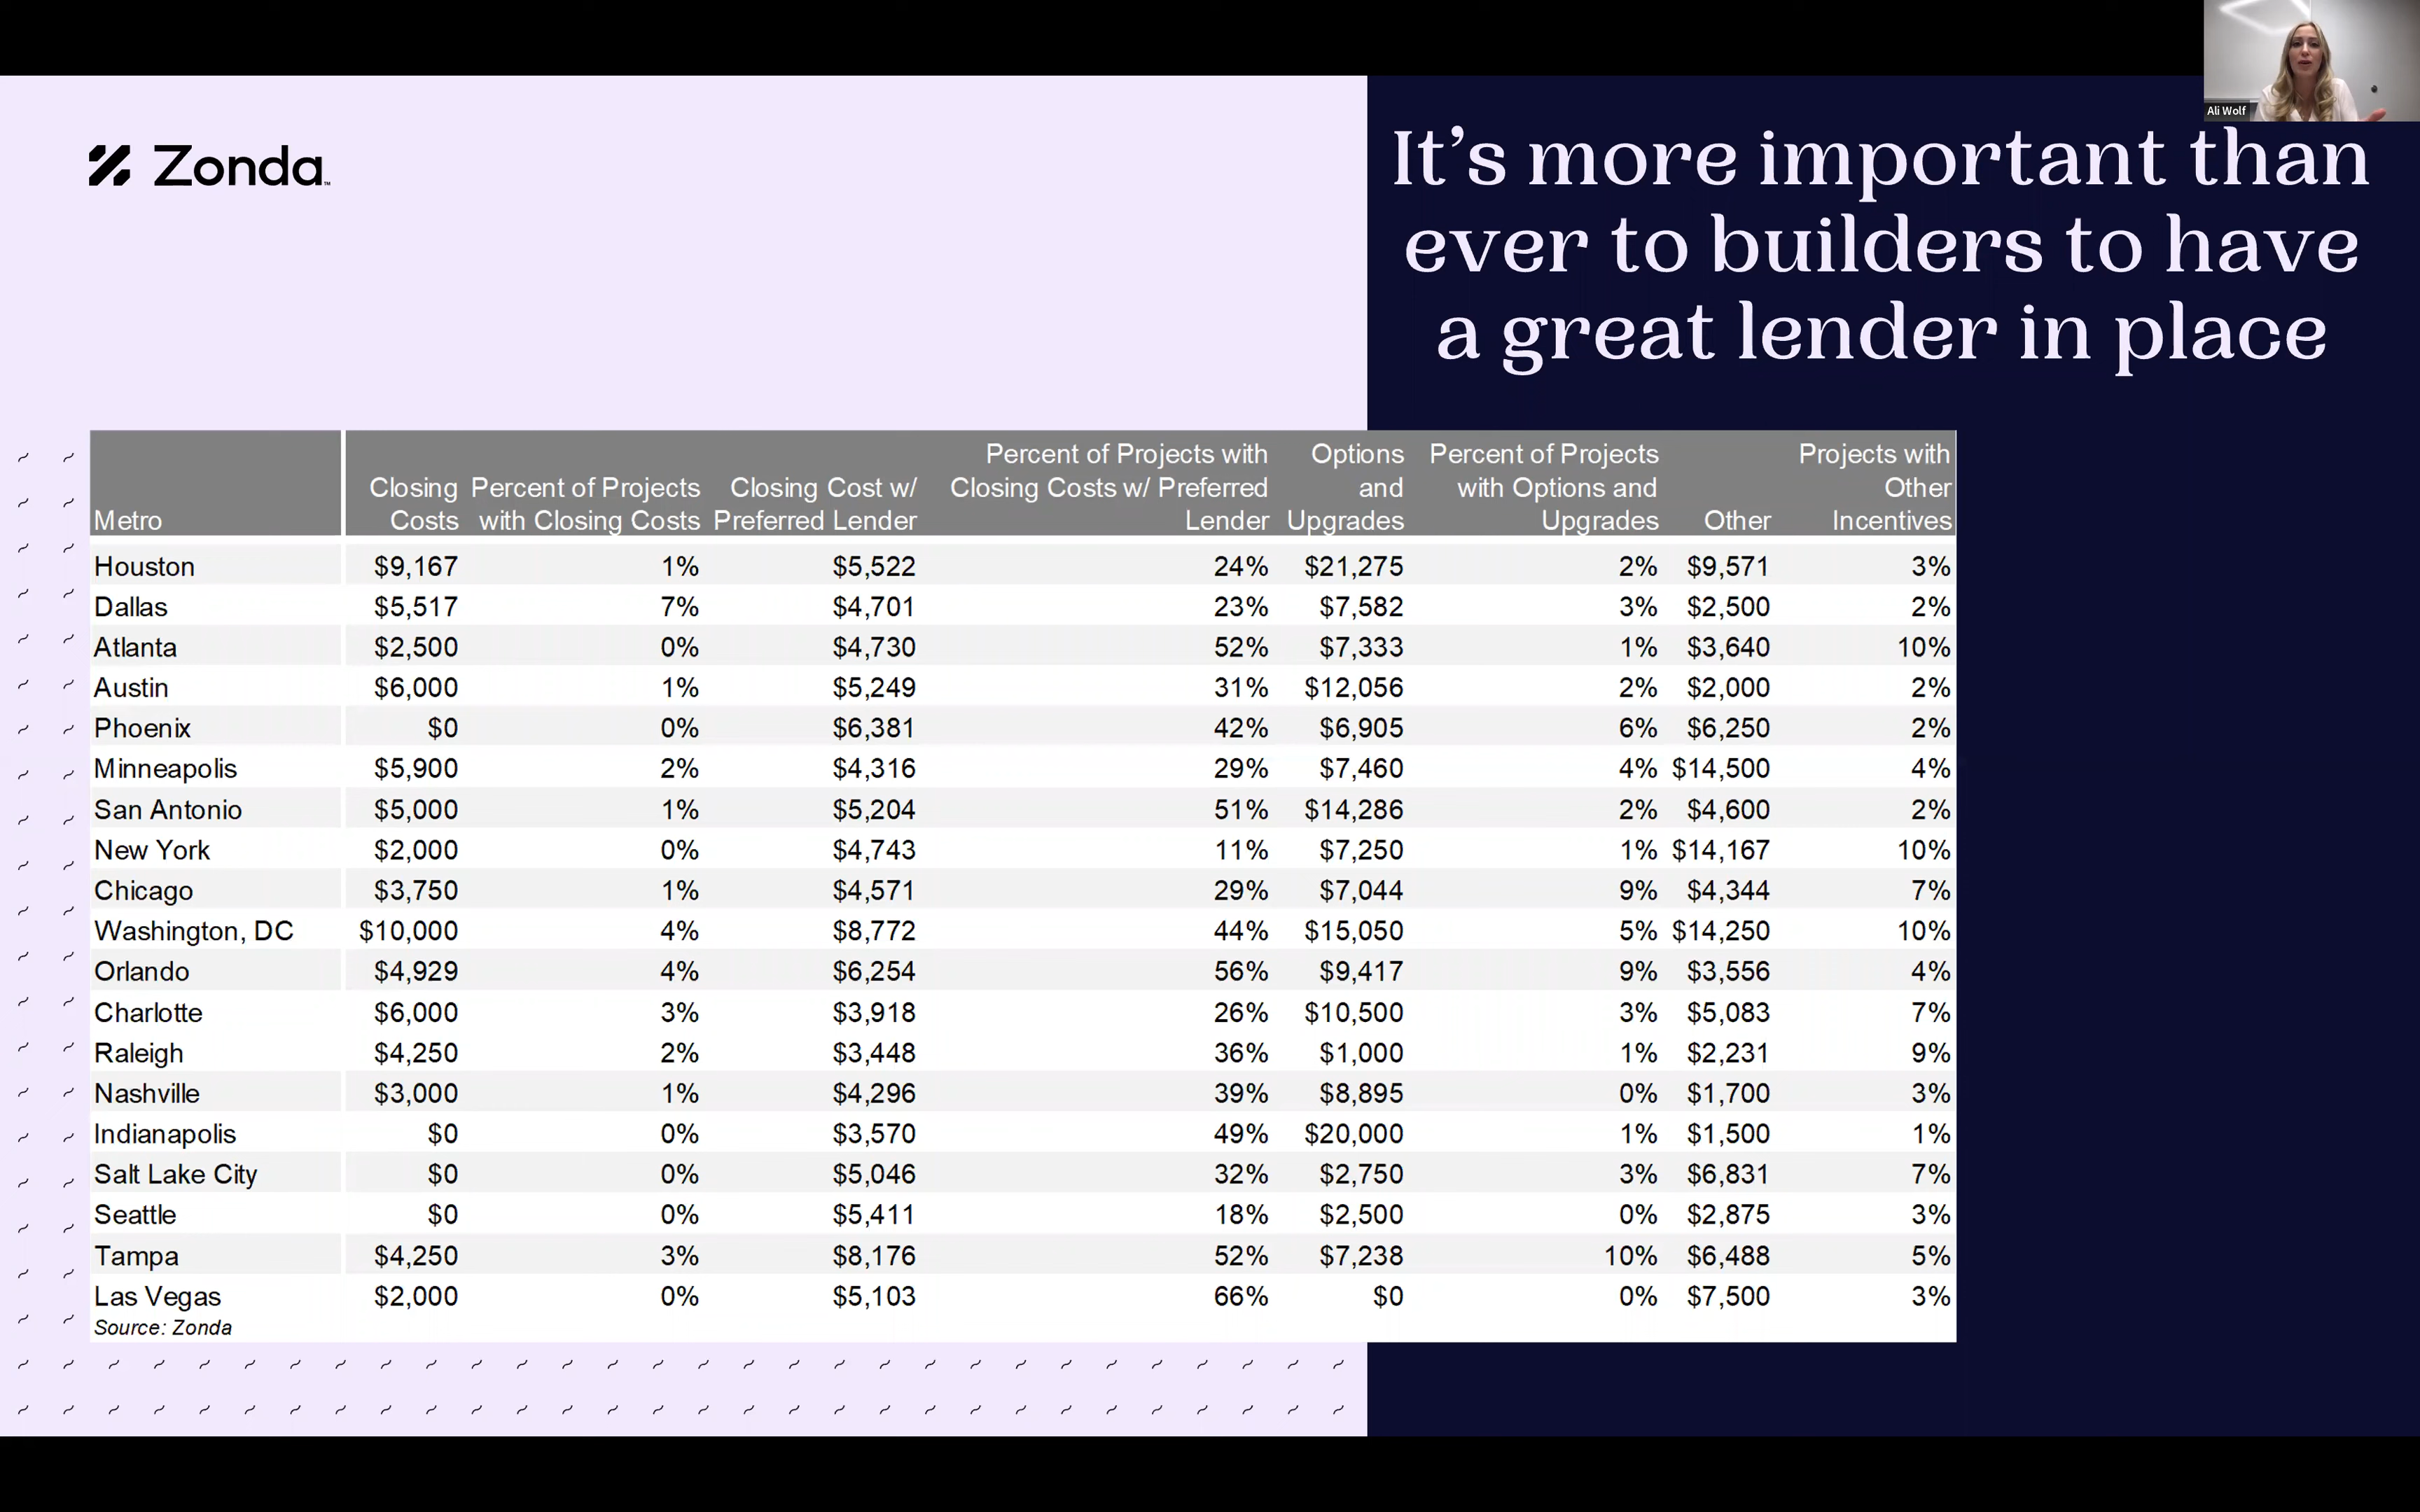 Ali Wolf
Zonda™
It's more important than
ever to builders to have
a great lender in place
Metro | Closing Costs | Percent of Projects with Closing Costs | Closing Cost w/ Preferred Lender | Percent of Projects with Closing Costs w/ Preferred Lender | Options and Upgrades | Percent of Projects with Options and Upgrades | Other | Projects with Other Incentives
Houston $9,167 1% $5,522 24% $21,275 2% $9,571 3%
Dallas $5,517 7% $4,701 23% $7,582 3% $2,500 2%
Atlanta $2,500 0% $4,730 52% $7,333 1% $3,640 10%
Austin $6,000 1% $5,249 31% $12,056 2% $2,000 2%
Phoenix $0 0% $6,381 42% $6,905 6% $6,250 2%
Minneapolis $5,900 2% $4,316 29% $7,460 4% $14,500 4%
San Antonio $5,000 1% $5,204 51% $14,286 2% $4,600 2%
New York $2,000 0% $4,743 11% $7,250 1% $14,167 10%
Chicago $3,750 1% $4,571 29% $7,044 9% $4,344 7%
Washington, DC $10,000 4% $8,772 44% $15,050 5% $14,250 10%
Orlando $4,929 4% $6,254 56% $9,417 9% $3,556 4%
Charlotte $6,000 3% $3,918 26% $10,500 3% $5,083 7%
Raleigh $4,250 2% $3,448 36% $1,000 1% $2,231 9%
Nashville $3,000 1% $4,296 39% $8,895 0% $1,700 3%
Indianapolis $0 0% $3,570 49% $20,000 1% $1,500 1%
Salt Lake City $0 0% $5,046 32% $2,750 3% $6,831 7%
Seattle $0 0% $5,411 18% $2,500 0% $2,875 3%
Tampa $4,250 3% $8,176 52% $7,238 10% $6,488 5%
Las Vegas $2,000 0% $5,103 66% $0 0% $7,500 3%
Source: Zonda